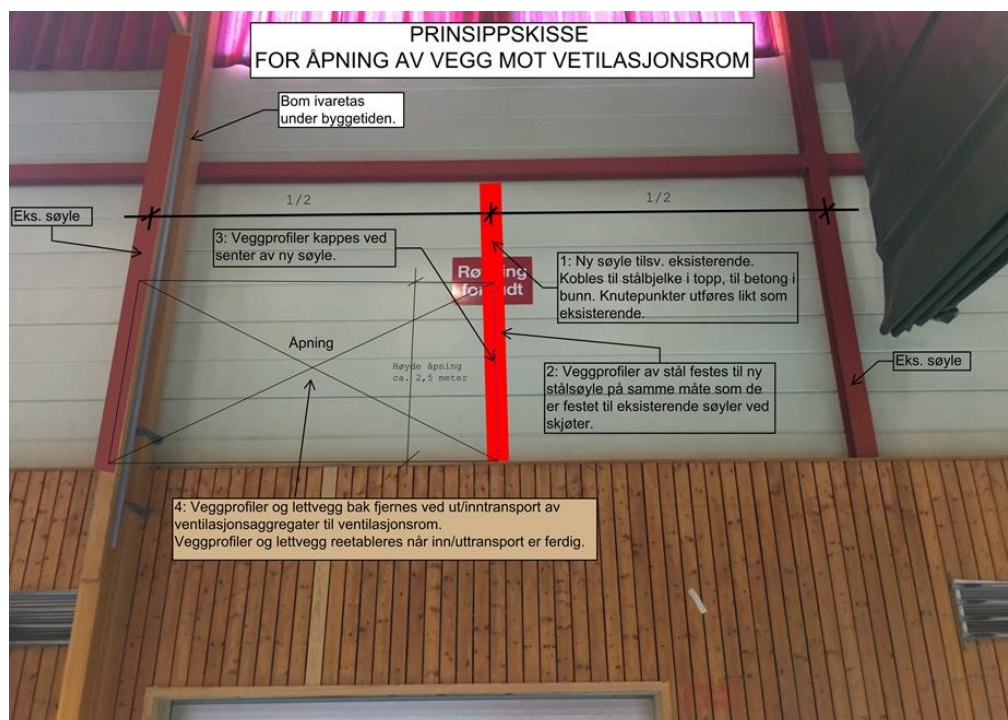 PRINSIPPSKISSE
FOR ÅPNING AV VEGG MOT VETILASJONSROM
Bom ivaretas
under byggetiden.
1/2
1/2
Eks. søyle
3: Veggprofiler kappes ved
senter av ny søyle.
1: Ny søyle tilsv. eksisterende.
Kobles til stålbjelke i topp, til betong i
bunn. Knutepunkter utføres likt som
eksisterende.
Åpning
Høyde åpning
ca. 2,5 meter
2: Veggprofiler av stål festes til ny
stålsøyle på samme måte som de
er festet til eksisterende søyler ved
skjøter.
Eks. søyle
4: Veggprofiler og lettvegg bak fjernes ved ut/inntransport av
ventilasjonsaggregater til ventilasjonsrom.
Veggprofiler og lettvegg reetableres når inn/uttransport er ferdig.